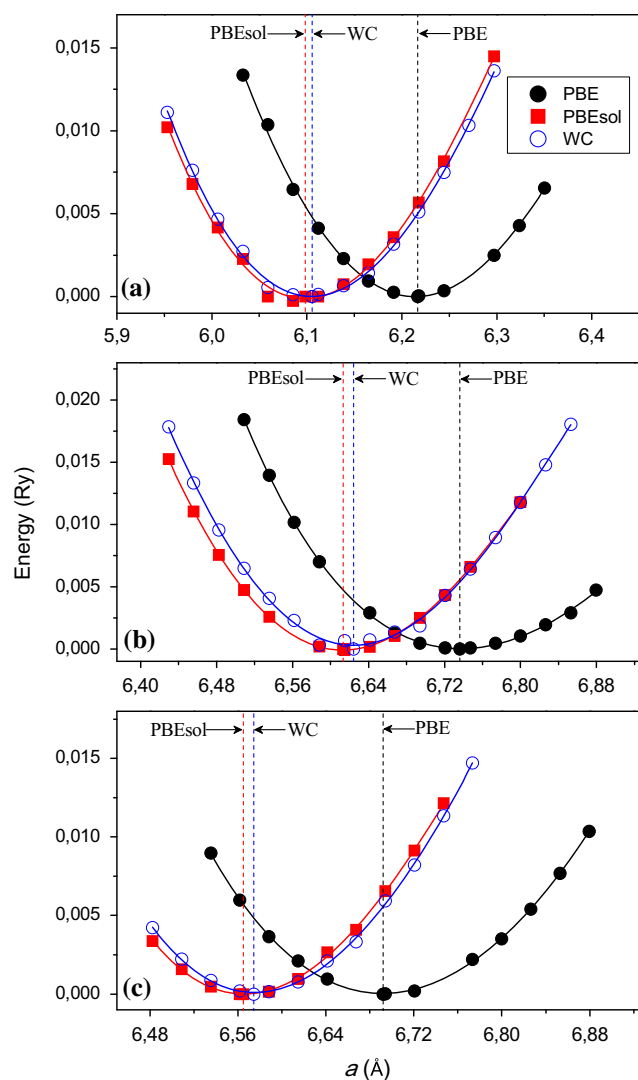 PBEsol WC PBE
0,015
0,010
0,005
0,000
PBE
PBEsol
WC
(a)
5,9 6,0 6,1 6,2 6,3 6,4
PBEsol WC PBE
0,020
0,015
0,010
0,005
0,000
(b)
6,40 6,48 6,56 6,64 6,72 6,80 6,88
Energy (Ry)
PBEsol WC PBE
0,015
0,010
0,005
0,000
(c)
6,48 6,56 6,64 6,72 6,80 6,88
a (Å)